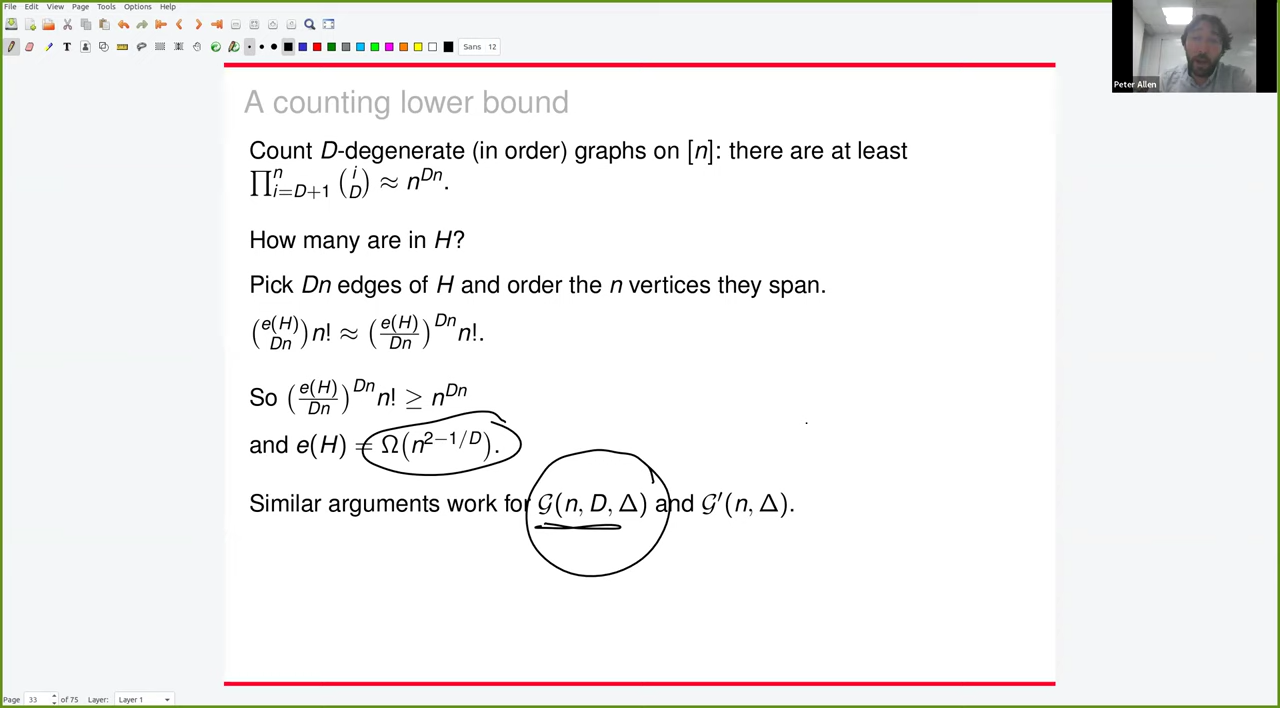 File Edit View Page Tools Options Help
Sans 12
Peter Allen
A counting lower bound
Count D-degenerate (in order) graphs on [n]: there are at least
∏ⁿᵢ₌D₊₁ (i D) ≈ n^{Dn}.
How many are in H?
Pick Dn edges of H and order the n vertices they span.
(e(H) Dn) n! ≈ (e(H)/Dn)^{Dn} n!.
So (e(H)/Dn)^{Dn} n! ≥ n^{Dn}
and e(H) = Ω(n^{2−1/D}).
Similar arguments work for 𝒢(n, D, Δ) and 𝒢′(n, Δ).
Page 33 of 75 Layer: Layer 1